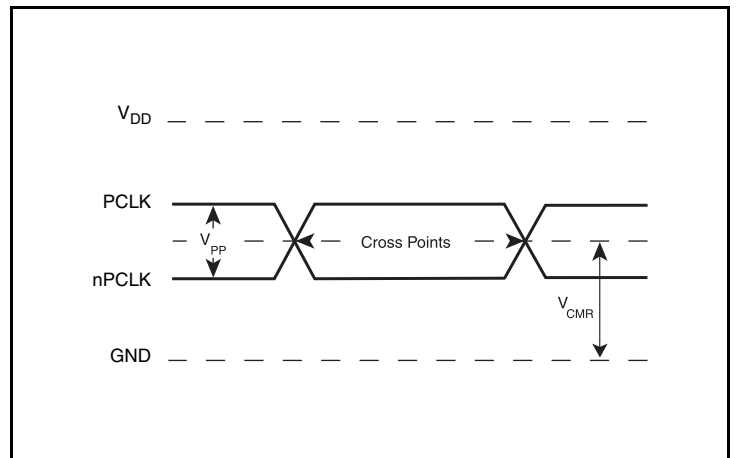 VDD
PCLK
VPP
Cross Points
nPCLK
VCMR
GND